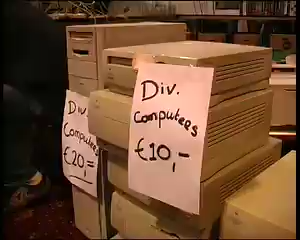 Div.
Computers
€20,=
Div.
Computers
€10,-